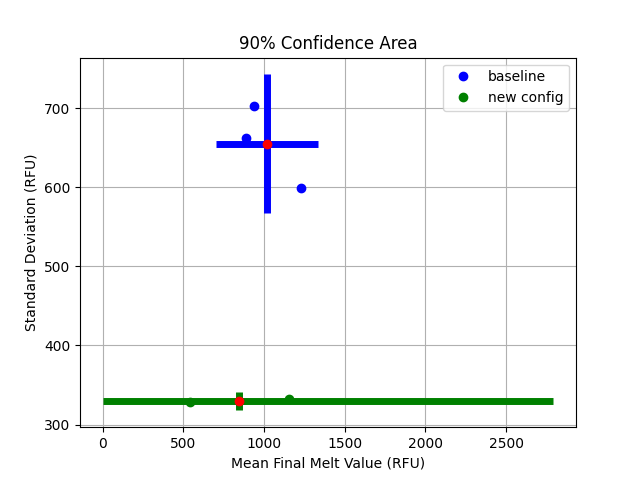 90% Confidence Area
baseline
new config
Standard Deviation (RFU)
700
600
500
400
300
0 500 1000 1500 2000 2500
Mean Final Melt Value (RFU)